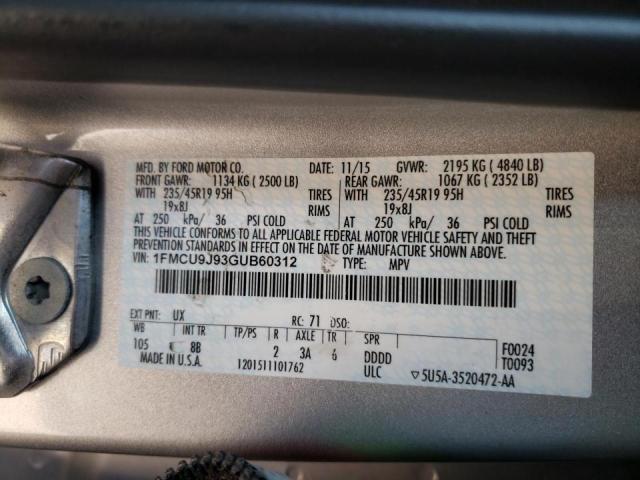 MFD. BY FORD MOTOR CO. DATE: 11/15 GVWR: 2195 KG ( 4840 LB)
FRONT GAWR: 1134 KG ( 2500 LB) REAR GAWR: 1067 KG ( 2352 LB)
WITH 235/45R19 95H TIRES WITH 235/45R19 95H TIRES
19x8J RIMS 19x8J RIMS
AT 250 kPa/ 36 PSI COLD AT 250 kPa/ 36 PSI COLD
THIS VEHICLE CONFORMS TO ALL APPLICABLE FEDERAL MOTOR VEHICLE SAFETY AND THEFT
PREVENTION STANDARDS IN EFFECT ON THE DATE OF MANUFACTURE SHOWN ABOVE.
VIN: 1FMCU9J93GUB60312 TYPE: MPV
EXT PNT: UX RC: 71 DSO:
WB INT TR TP/PS R AXLE TR SPR
105 8B 2 3A 6 DDDD F0024
MADE IN U.S.A. 1201511101762 ULC T0093
▽5U5A-3520472-AA